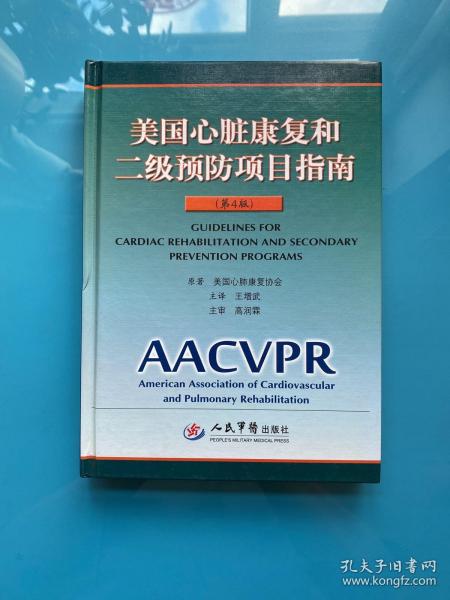 美国心脏康复和
二级预防项目指南
(第4版)
GUIDELINES FOR
CARDIAC REHABILITATION AND SECONDARY
PREVENTION PROGRAMS
原著 美国心肺康复协会
主译 王增武
主审 高润霖
AACVPR
American Association of Cardiovascular
and Pulmonary Rehabilitation
人民军医出版社
PEOPLE'S MILITARY MEDICAL PRESS
孔夫子旧书网
www.kongfz.com